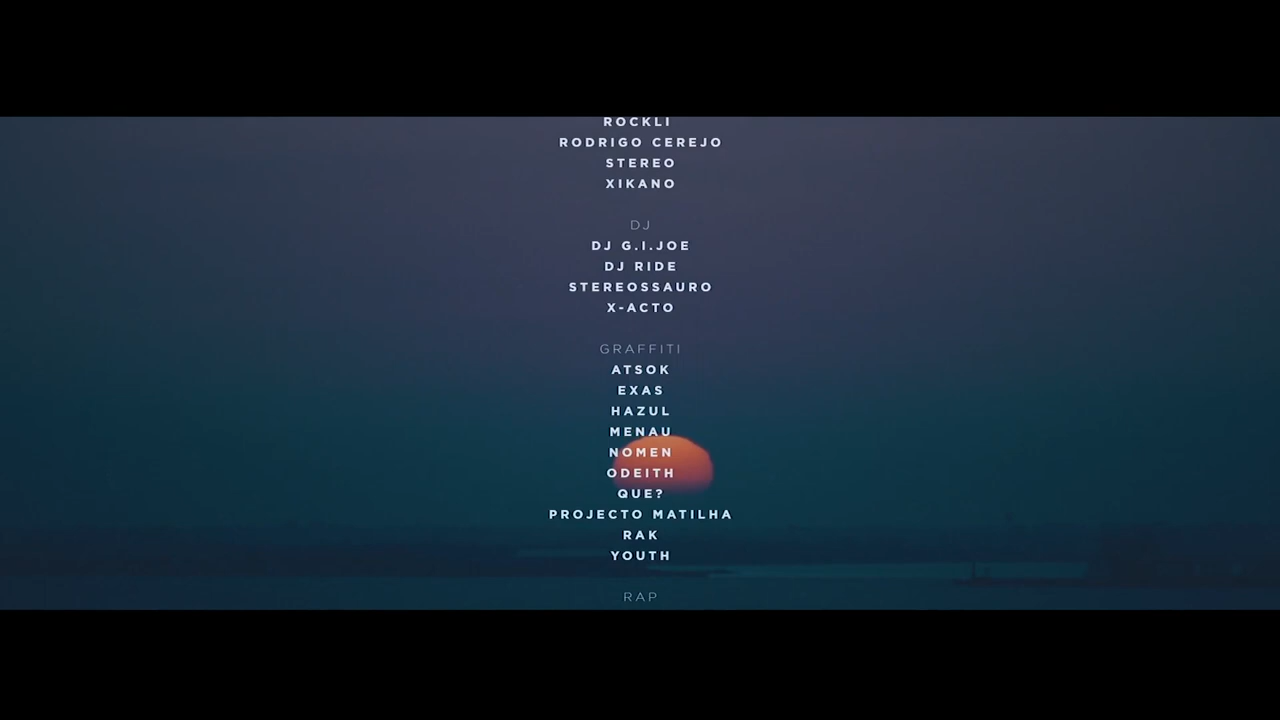 ROCKLI
RODRIGO CEREJO
STEREO
XIKANO
DJ
DJ G.I.JOE
DJ RIDE
STEREOSSAURO
X-ACTO
GRAFFITI
ATSOK
EXAS
HAZUL
MENAU
NOMEN
ODEITH
QUE?
PROJECTO MATILHA
RAK
YOUTH
RAP